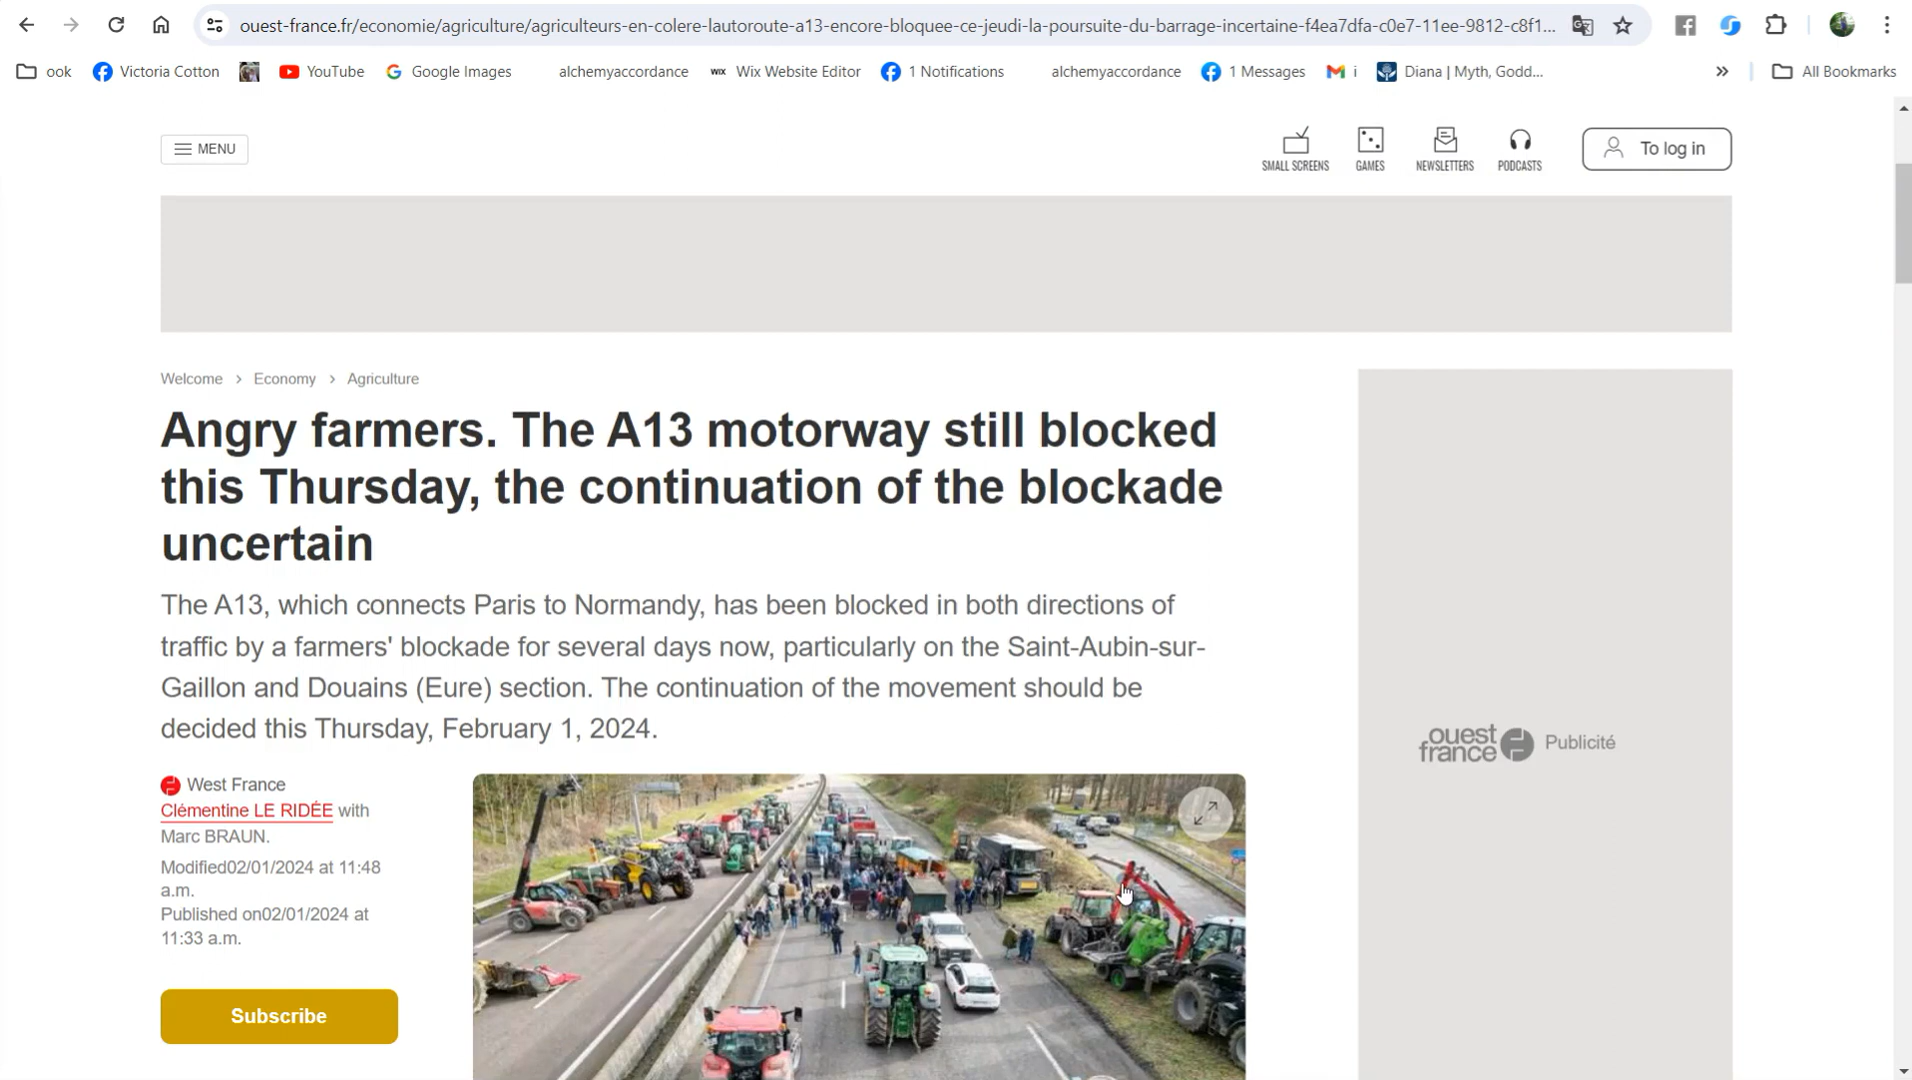 ouest-france.fr/economie/agriculture/agriculteurs-en-colere-lautoroute-a13-encore-bloquee-ce-jeudi-la-poursuite-du-barrage-incertaine-f4ea7dfa-c0e7-11ee-9812-c8f1...
ook Victoria Cotton YouTube Google Images alchemyaccordance WIX Wix Website Editor 1 Notifications alchemyaccordance 1 Messages i Diana | Myth, Godd... » All Bookmarks
MENU
SMALL SCREENS GAMES NEWSLETTERS PODCASTS To log in
Welcome > Economy > Agriculture
Angry farmers. The A13 motorway still blocked
this Thursday, the continuation of the blockade
uncertain
The A13, which connects Paris to Normandy, has been blocked in both directions of
traffic by a farmers' blockade for several days now, particularly on the Saint-Aubin-sur-
Gaillon and Douains (Eure) section. The continuation of the movement should be
decided this Thursday, February 1, 2024.
West France
Clémentine LE RIDÉE with
Marc BRAUN.
Modified02/01/2024 at 11:48
a.m.
Published on02/01/2024 at
11:33 a.m.
Subscribe
ouest
france Publicité